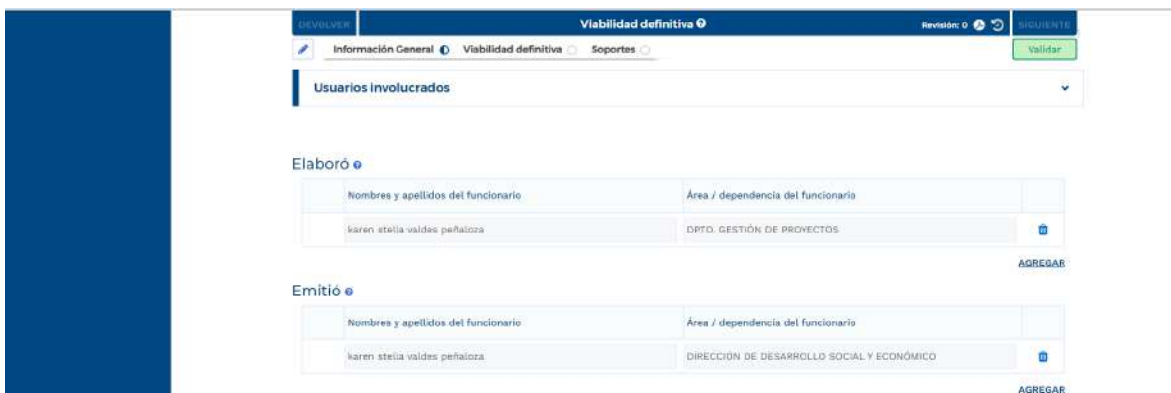 DEVOLVER Viabilidad definitiva Revisión: 0 SIGUIENTE
Información General Viabilidad definitiva Soportes Validar
Usuarios involucrados
Elaboró
Nombres y apellidos del funcionario Área / dependencia del funcionario
karen stella valdes peñaloza DPTO. GESTIÓN DE PROYECTOS
AGREGAR
Emitió
Nombres y apellidos del funcionario Área / dependencia del funcionario
karen stella valdes peñaloza DIRECCIÓN DE DESARROLLO SOCIAL Y ECONÓMICO
AGREGAR